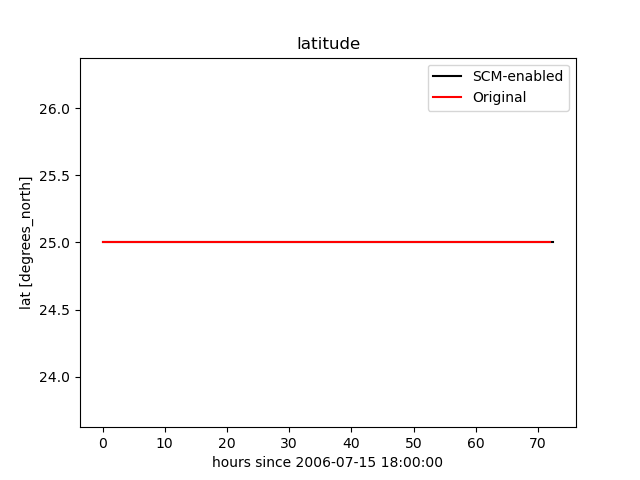 latitude
SCM-enabled
Original
lat [degrees_north]
26.0
25.5
25.0
24.5
24.0
0 10 20 30 40 50 60 70
hours since 2006-07-15 18:00:00